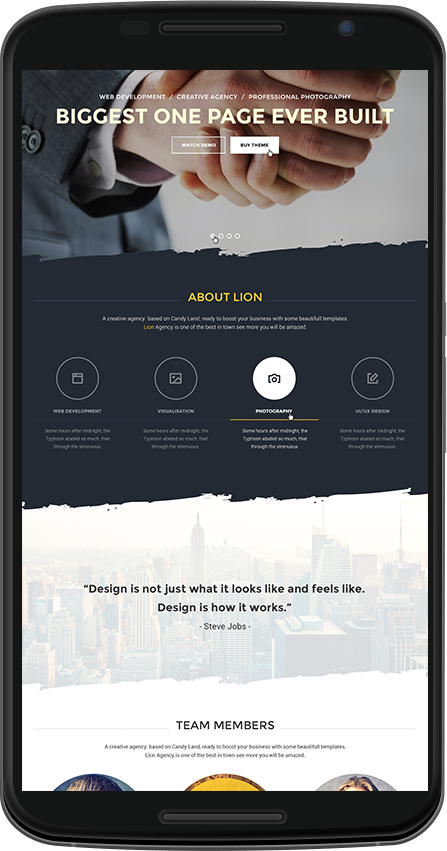 WEB DEVELOPMENT / CREATIVE AGENCY / PROFESSIONAL PHOTOGRAPHY
BIGGEST ONE PAGE EVER BUILT
WATCH DEMO
BUY THEME
ABOUT LION
A creative agency based on Candy Land, ready to boost your business with some beautifull templates.
Lion Agency is one of the best in town see more you will be amazed.
WEB DEVELOPMENT
VISUALISATION
PHOTOGRAPHY
UI/UX DESIGN
Some hours after midnight, the
Typhoon abated so much, that
through the strenuous.
Some hours after midnight, the
Typhoon abated so much, that
through the strenuous.
Some hours after midnight, the
Typhoon abated so much, that
through the strenuous.
Some hours after midnight, the
Typhoon abated so much, that
through the strenuous.
“Design is not just what it looks like and feels like.
Design is how it works.”
- Steve Jobs -
TEAM MEMBERS
A creative agency based on Candy Land, ready to boost your business with some beautiful templates.
Lion Agency is one of the best in town see more you will be amazed.